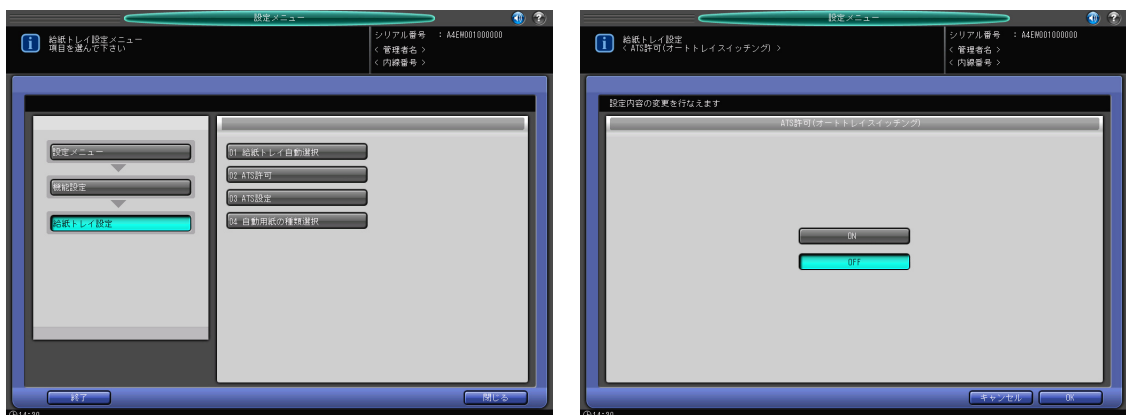 設定メニュー
給紙トレイ設定メニュー
項目を選んで下さい
シリアル番号 : A4EW001000000
< 管理者名 >
< 内線番号 >
設定メニュー
機能設定
給紙トレイ設定
01 給紙トレイ自動選択
02 ATS許可
03 ATS設定
04 自動用紙の種類選択
終了
閉じる
14:30
設定メニュー
給紙トレイ設定
< ATS許可(オートトレイスイッチング) >
シリアル番号 : A4EW001000000
< 管理者名 >
< 内線番号 >
設定内容の変更を行なえます
ATS許可(オートトレイスイッチング)
ON
OFF
キャンセル
OK
14:30